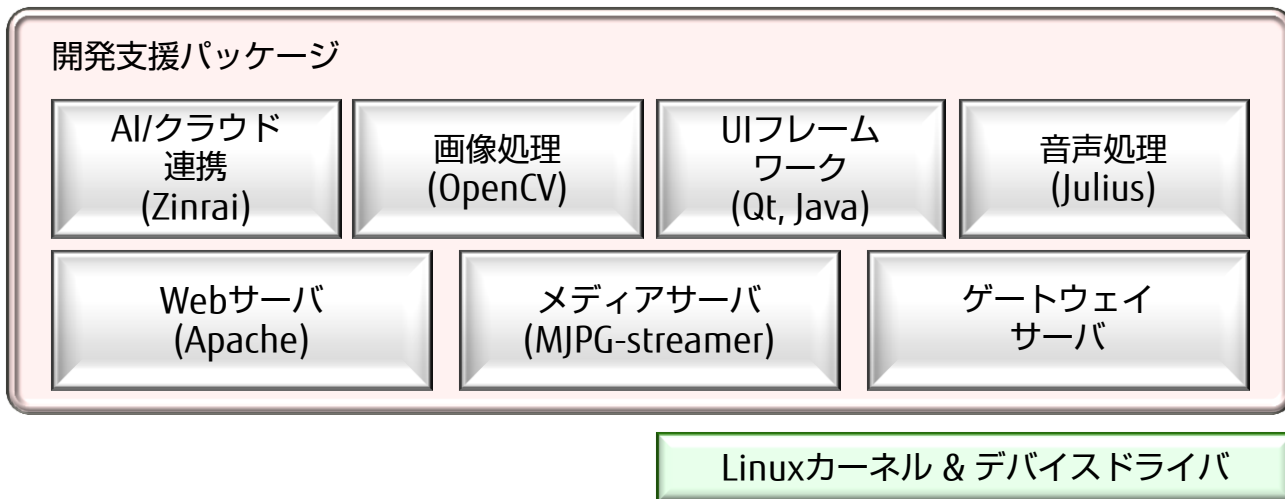 開発支援パッケージ
AI/クラウド
連携
(Zinrai)
画像処理
(OpenCV)
UIフレーム
ワーク
(Qt, Java)
音声処理
(Julius)
Webサーバ
(Apache)
メディアサーバ
(MJPG-streamer)
ゲートウェイ
サーバ
Linuxカーネル & デバイスドライバ